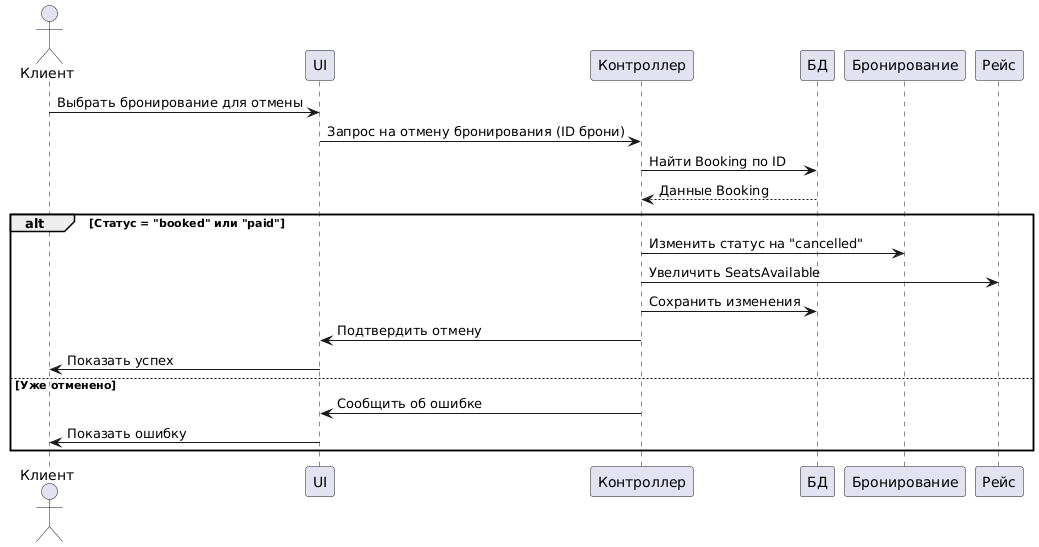 Клиент
UI
Контроллер
БД
Бронирование
Рейс
Выбрать бронирование для отмены
Запрос на отмену бронирования (ID брони)
Найти Booking по ID
Данные Booking
alt
[Статус = "booked" или "paid"]
Изменить статус на "cancelled"
Увеличить SeatsAvailable
Сохранить изменения
Подтвердить отмену
Показать успех
[Уже отменено]
Сообщить об ошибке
Показать ошибку
Клиент
UI
Контроллер
БД
Бронирование
Рейс